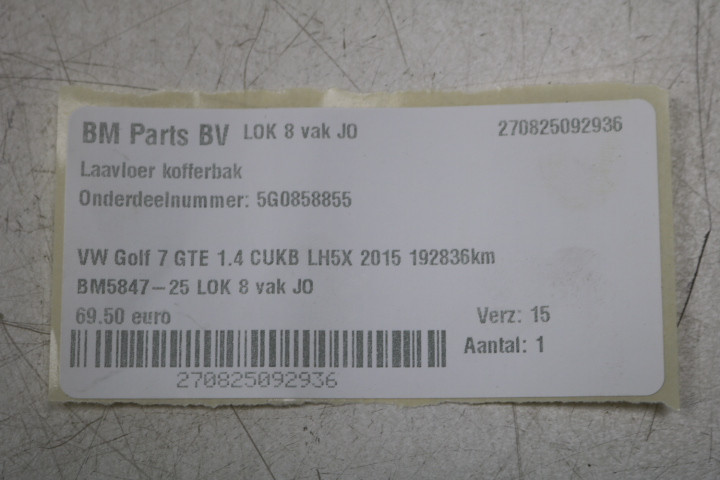 BM Parts BV LOK 8 vak JO 270825092936
Laavloer kofferbak
Onderdeelnummer: 5G0858855
VW Golf 7 GTE 1.4 CUKB LH5X 2015 192836km
BM5847-25 LOK 8 vak JO
69.50 euro Verz: 15
Aantal: 1
270825092936